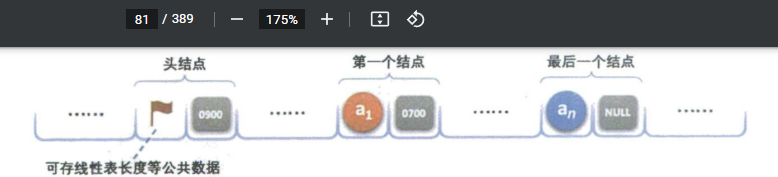 81 / 389 175%
头结点 第一个结点 最后一个结点
...... 0900 ...... a1 0700 ...... an NULL ......
可存线性表长度等公共数据